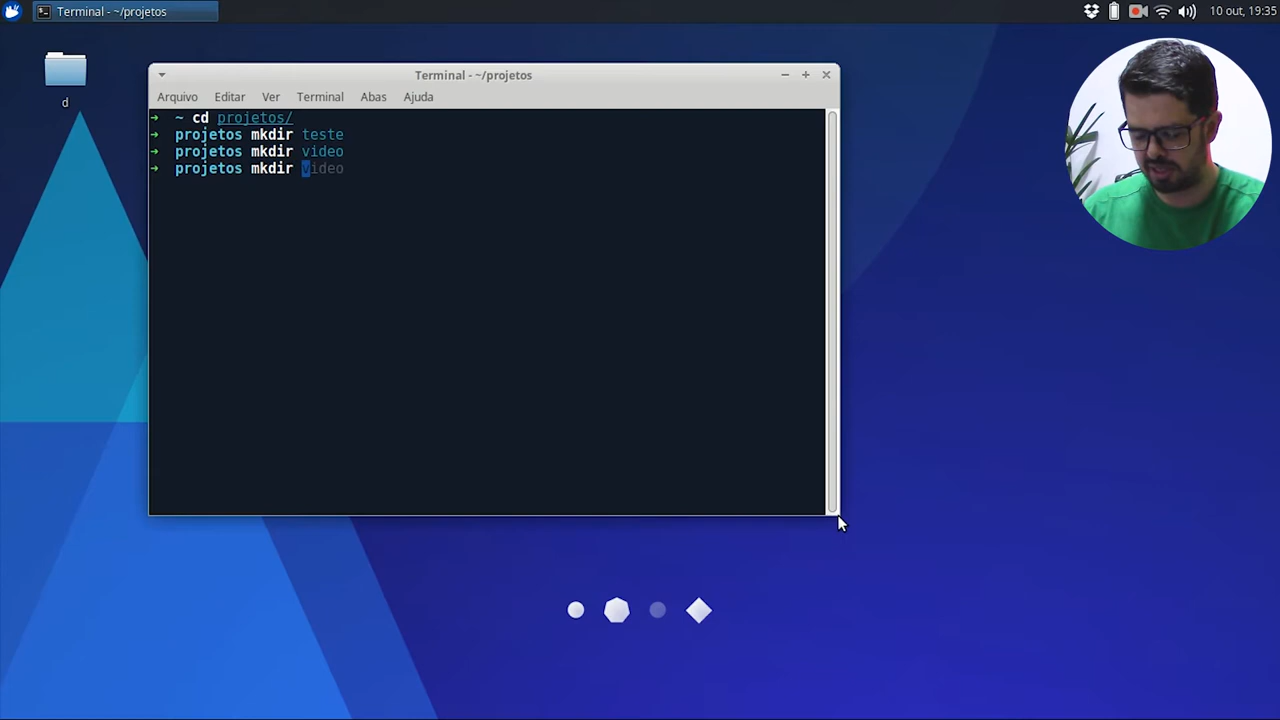 Terminal - ~/projetos
10 out, 19:35
d
Terminal - ~/projetos
Arquivo Editar Ver Terminal Abas Ajuda
➜ ~ cd projetos/
➜ projetos mkdir teste
➜ projetos mkdir video
➜ projetos mkdir video